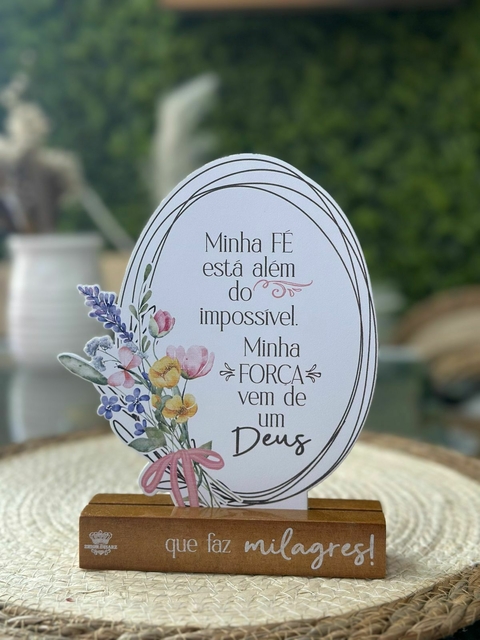 Minha FÉ
está além
do
impossível.
Minha
FORÇA
vem de
um
Deus
que faz milagres!